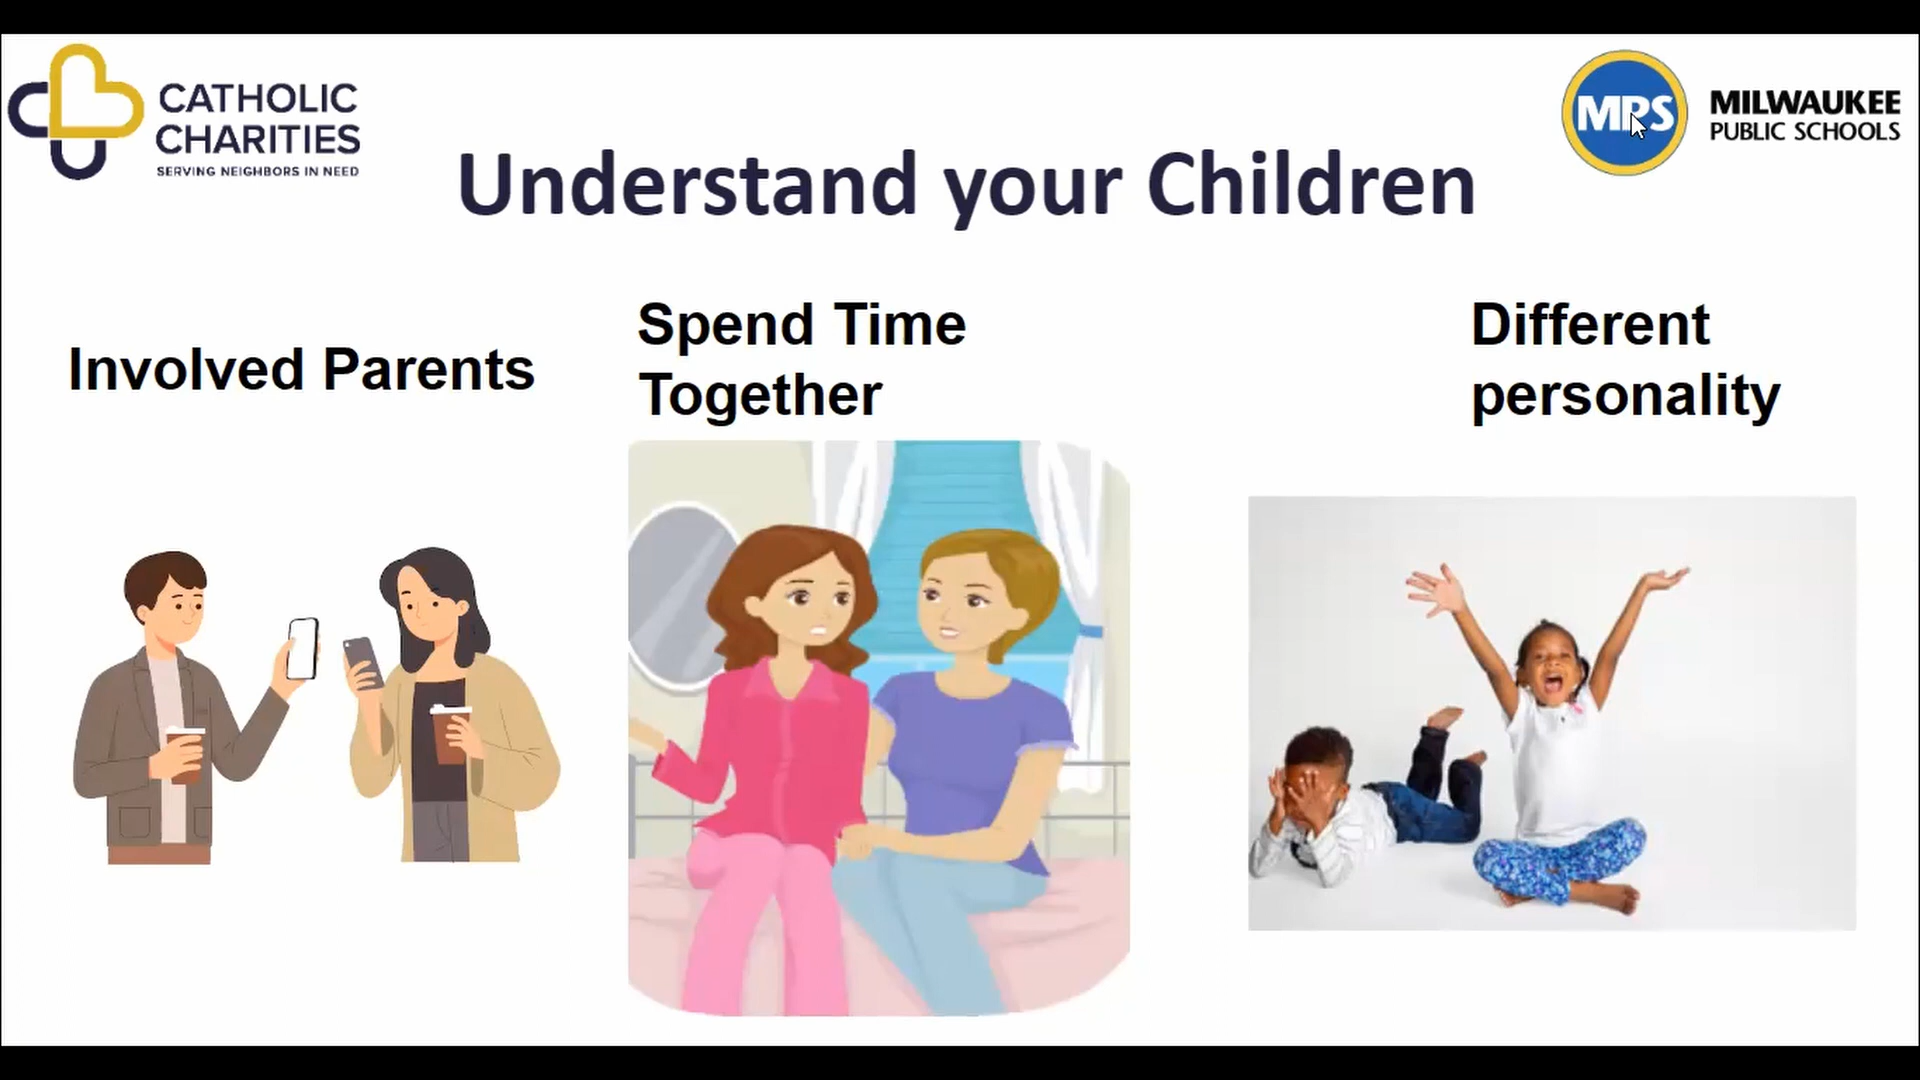 CATHOLIC
CHARITIES
SERVING NEIGHBORS IN NEED
MPS
MILWAUKEE
PUBLIC SCHOOLS
Understand your Children
Involved Parents
Spend Time
Together
Different
personality